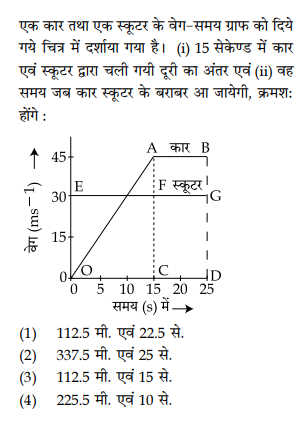 एक कार तथा एक स्कूटर के वेग-समय ग्राफ को दिये
गये चित्र में दर्शाया गया है। (i) 15 सेकेण्ड में कार
एवं स्कूटर द्वारा चली गयी दूरी का अंतर एवं (ii) वह
समय जब कार स्कूटर के बराबर आ जायेगी, क्रमश:
होंगे :
A कार B
45
E
F स्कूटर
30
G
वेग (ms⁻¹)
15
O
C
D
0
0 5 10 15 20 25
समय (s) में
(1) 112.5 मी. एवं 22.5 से.
(2) 337.5 मी. एवं 25 से.
(3) 112.5 मी. एवं 15 से.
(4) 225.5 मी. एवं 10 से.